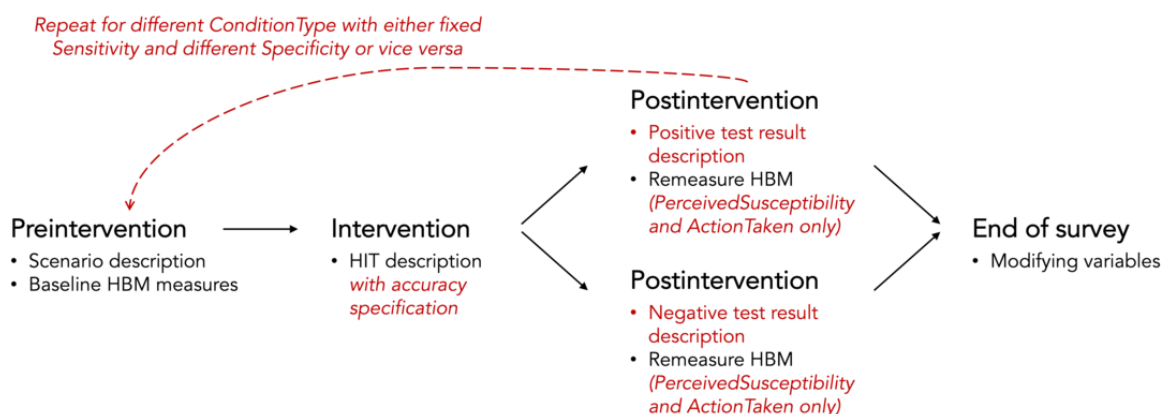 Repeat for different ConditionType with either fixed
Sensitivity and different Specificity or vice versa
Preintervention
• Scenario description
• Baseline HBM measures
Intervention
• HIT description
with accuracy
specification
Postintervention
• Positive test result
description
• Remeasure HBM
(PerceivedSusceptibility
and ActionTaken only)
Postintervention
• Negative test result
description
• Remeasure HBM
(PerceivedSusceptibility
and ActionTaken only)
End of survey
• Modifying variables